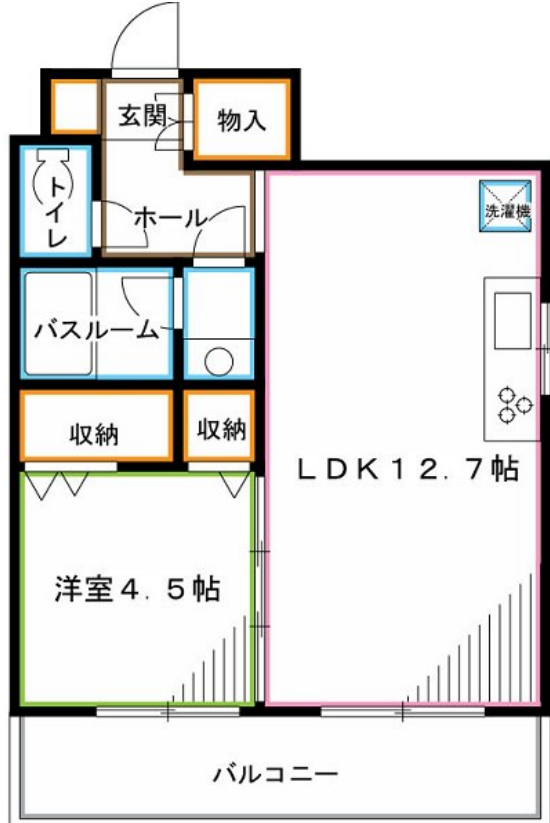 玄関
物入
トイレ
ホール
洗濯機
バスルーム
収納
収納
LDK12.7帖
洋室4.5帖
バルコニー